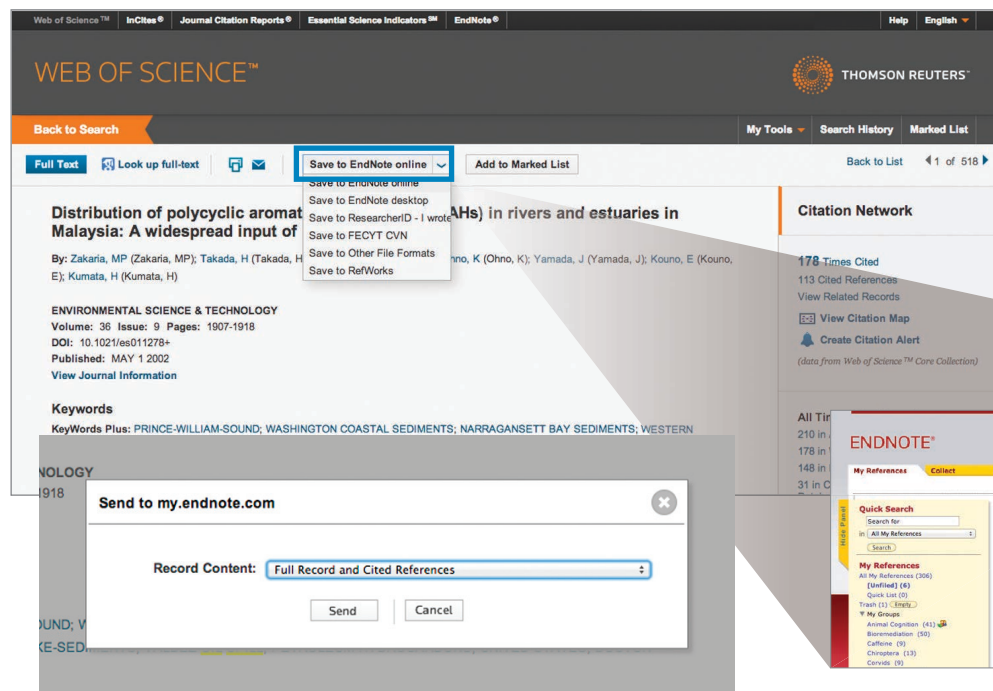 Web of Science™ InCites® Journal Citation Reports® Essential Science Indicators℠ EndNote® Help English
WEB OF SCIENCE™
THOMSON REUTERS™
Back to Search
My Tools Search History Marked List
Full Text Look up full-text Save to EndNote online Add to Marked List Back to List 1 of 518
Save to EndNote online
Save to EndNote desktop
Save to ResearcherID - I wrote
Save to FECYT CVN
Save to Other File Formats
Save to RefWorks
Distribution of polycyclic aromat AHs) in rivers and estuaries in
Malaysia: A widespread input of
By: Zakaria, MP (Zakaria, MP); Takada, H (Takada, H no, K (Ohno, K); Yamada, J (Yamada, J); Kouno, E (Kouno,
E); Kumata, H (Kumata, H)
ENVIRONMENTAL SCIENCE & TECHNOLOGY
Volume: 36 Issue: 9 Pages: 1907-1918
DOI: 10.1021/es011278+
Published: MAY 1 2002
View Journal Information
Keywords
KeyWords Plus: PRINCE-WILLIAM-SOUND; WASHINGTON COASTAL SEDIMENTS; NARRAGANSETT BAY SEDIMENTS; WESTERN
Citation Network
178 Times Cited
113 Cited References
View Related Records
View Citation Map
Create Citation Alert
(data from Web of Science™ Core Collection)
All Tim
210 in
178 in
148 in
31 in C
NOLOGY
1918
Send to my.endnote.com
Record Content: Full Record and Cited References
Send Cancel
OUND; W
KE-SED
ENDNOTE®
My References Collect
Hide Panel
Quick Search
Search for
in All My References
Search
My References
All My References (306)
[Unfiled] (6)
Quick List (0)
Trash (1) Empty
▼ My Groups
Animal Cognition (41)
Bioremediation (50)
Caffeine (9)
Chiroptera (13)
Corvids (9)